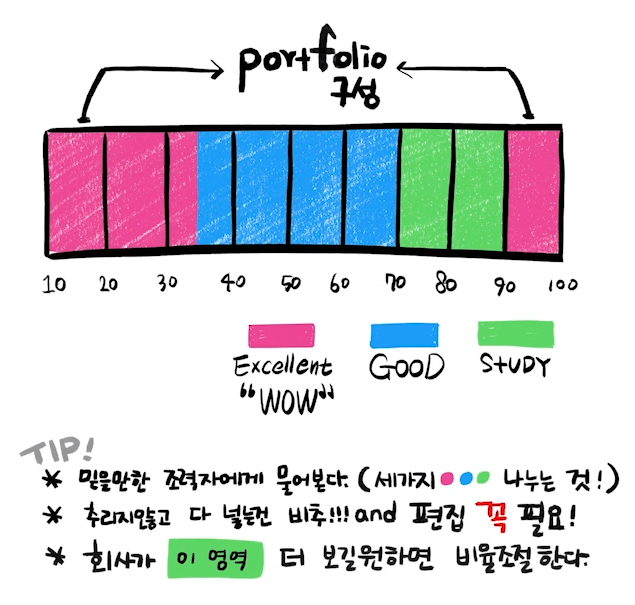 portfolio
구성
10 20 30 40 50 60 70 80 90 100
Excellent GOOD STUDY
"WOW"
TIP!
* 믿을만한 조력자에게 물어본다. (세가지 나누는 것!)
* 추리지않고 다 넣는건 비추!!! and 편집 꼭 필요!
* 회사가 이 영역 더 보길원하면 비율조절한다.